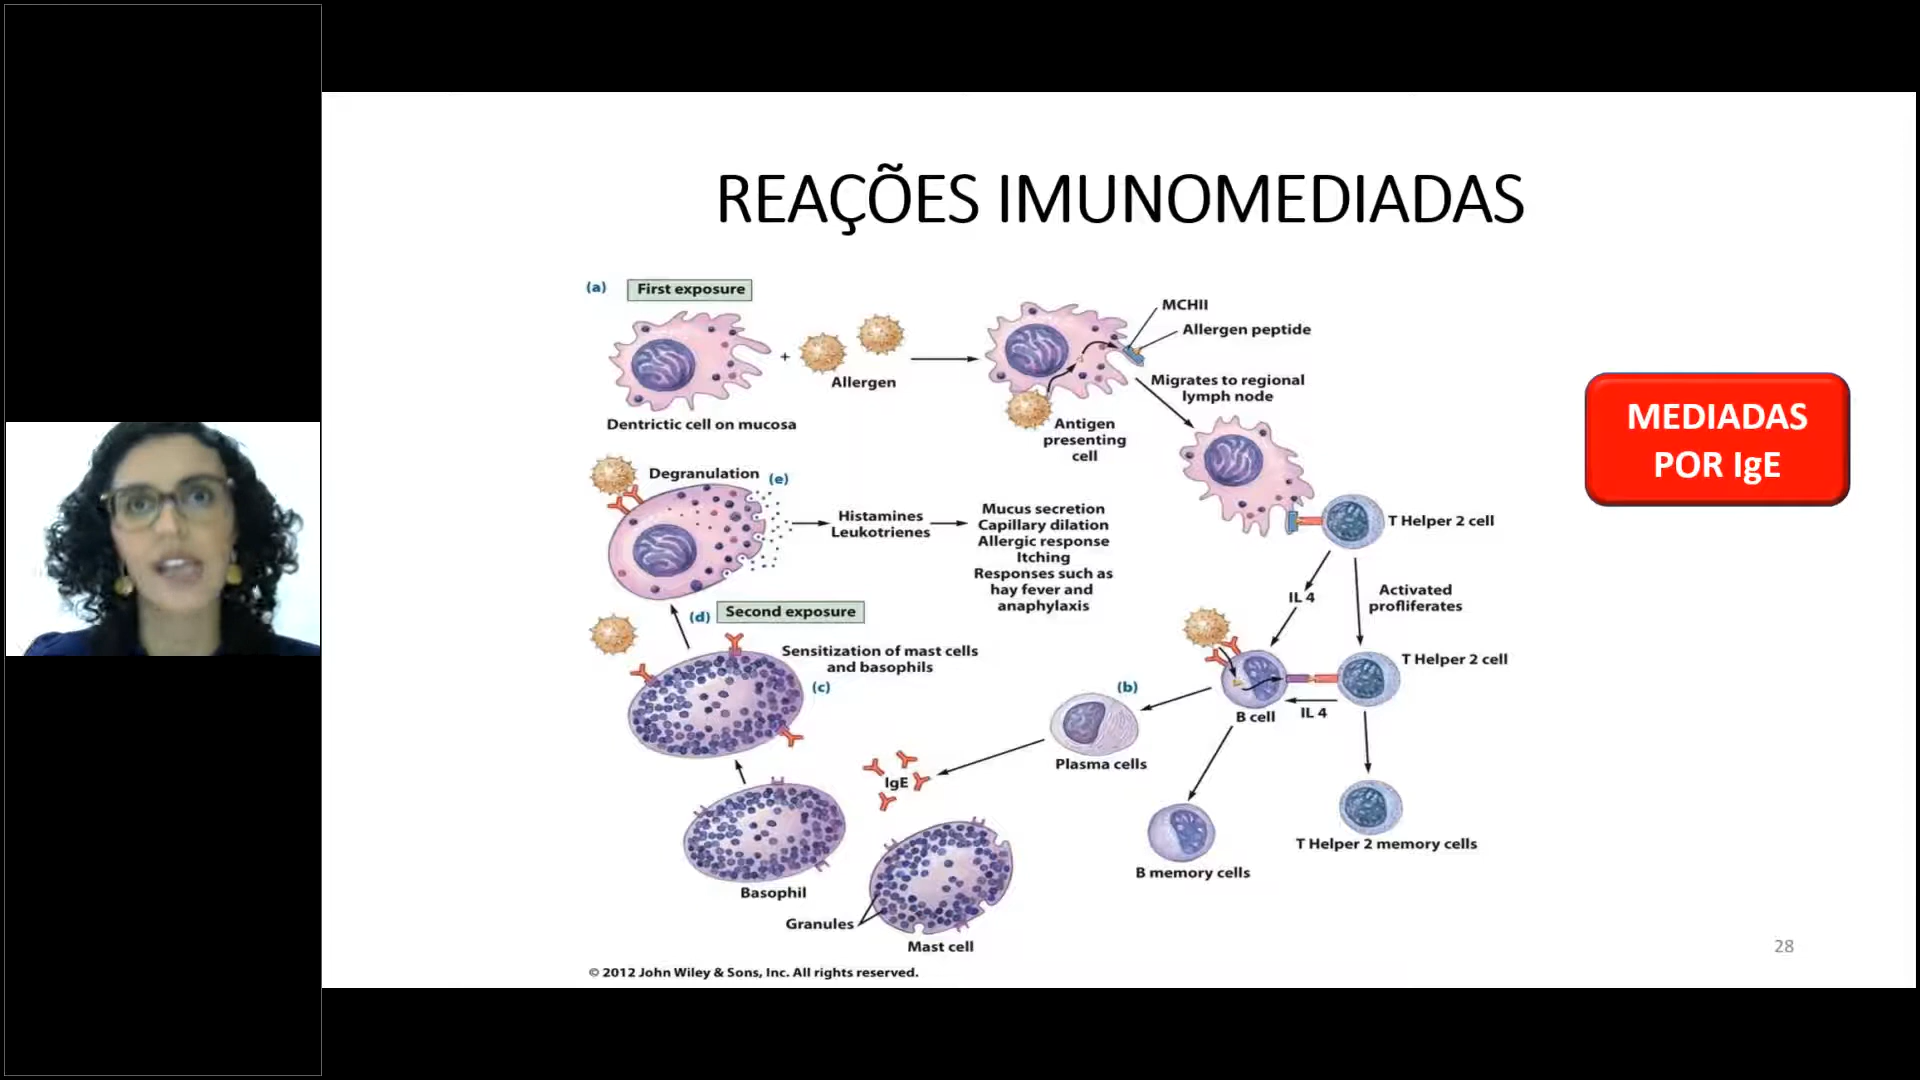 REAÇÕES IMUNOMEDIADAS
(a)
First exposure
Dentrictic cell on mucosa
+
Allergen
MCHII
Allergen peptide
Antigen
presenting
cell
Migrates to regional
lymph node
T Helper 2 cell
IL 4
Activated
profliferates
T Helper 2 cell
B cell
IL 4
T Helper 2 memory cells
B memory cells
(b)
Plasma cells
IgE
Mast cell
Granules
Basophil
(c)
Sensitization of mast cells
and basophils
(d)
Second exposure
Degranulation
(e)
Histamines
Leukotrienes
Mucus secretion
Capillary dilation
Allergic response
Itching
Responses such as
hay fever and
anaphylaxis
© 2012 John Wiley & Sons, Inc. All rights reserved.
MEDIADAS
POR IgE
28